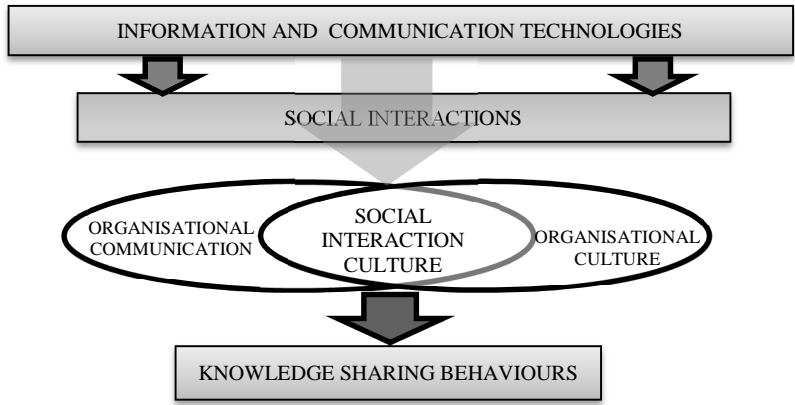 INFORMATION AND COMMUNICATION TECHNOLOGIES
SOCIAL INTERACTIONS
ORGANISATIONAL
COMMUNICATION
SOCIAL
INTERACTION
CULTURE
ORGANISATIONAL
CULTURE
KNOWLEDGE SHARING BEHAVIOURS